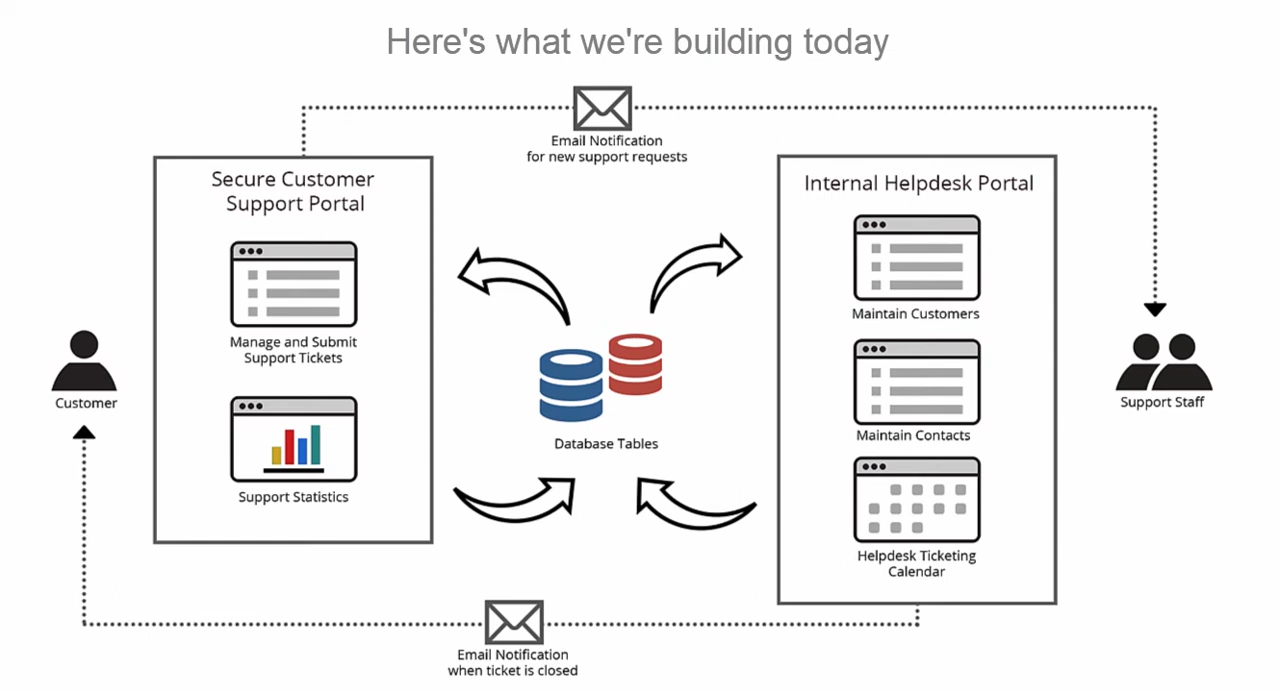 Here's what we're building today
Email Notification
for new support requests
Secure Customer
Support Portal
Manage and Submit
Support Tickets
Support Statistics
Customer
Database Tables
Internal Helpdesk Portal
Maintain Customers
Maintain Contacts
Helpdesk Ticketing
Calendar
Support Staff
Email Notification
when ticket is closed